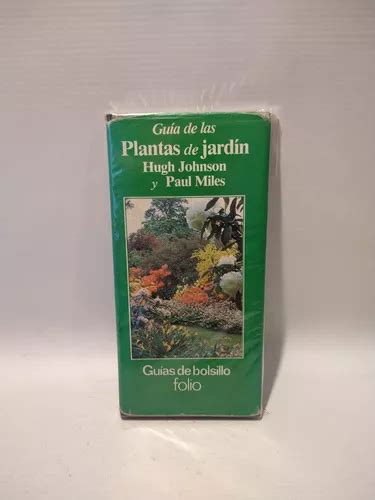 Guía de las
Plantas de jardín
Hugh Johnson
y Paul Miles
Guías de bolsillo
folio